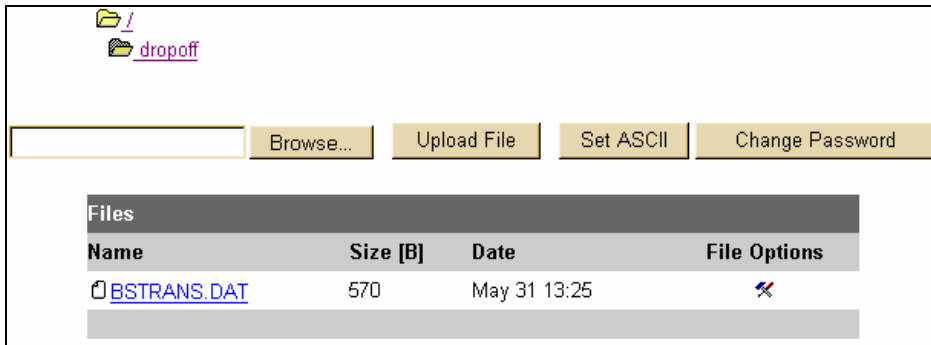 /
dropoff
Browse... Upload File Set ASCII Change Password
Files
Name Size [B] Date File Options
BSTRANS.DAT 570 May 31 13:25